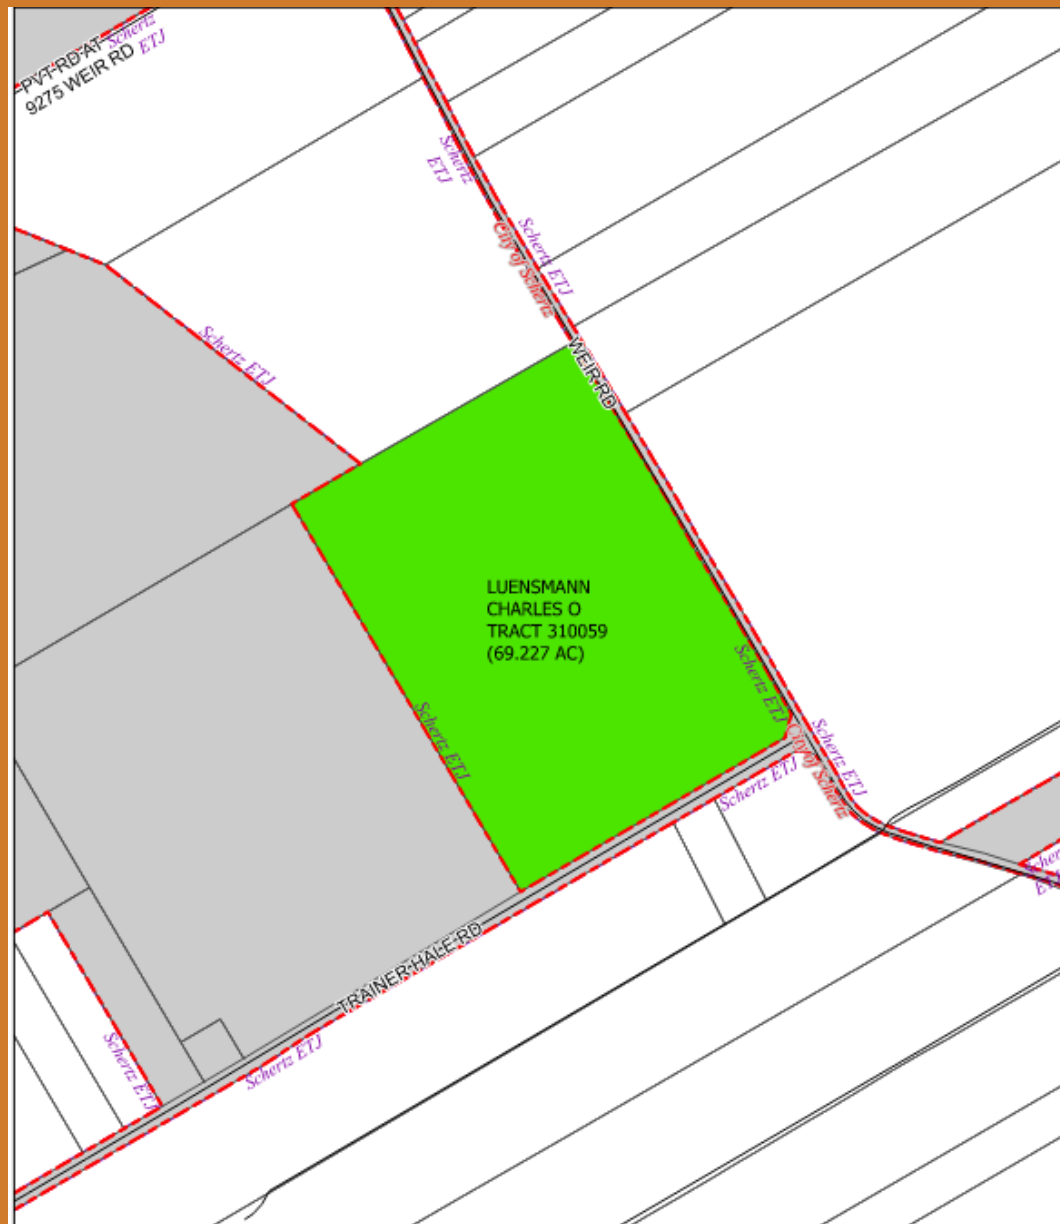 Schertz
ETJ
PVT RD AT
9275 WEIR RD
Schertz
ETJ
Schertz ETJ
City of Schertz
Schertz ETJ
WEIR RD
LUENSMANN
CHARLES O
TRACT 310059
(69.227 AC)
Schertz ETJ
Schertz ETJ
Schertz ETJ
City of Schertz
Schertz ETJ
Scher
ET
TRAINER HALE RD
Schertz ETJ
Schertz ETJ